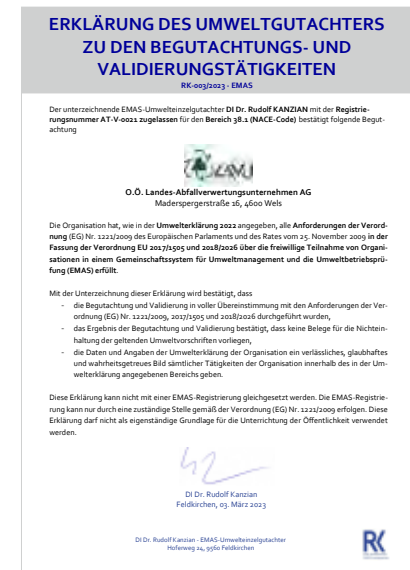 ERKLÄRUNG DES UMWELTGUTACHTERS
ZU DEN BEGUTACHTUNGS- UND
VALIDIERUNGSTÄTIGKEITEN
RK-003/2023 - EMAS
Der unterzeichnende EMAS-Umwelteinzelgutachter DI Dr. Rudolf KANZIAN mit der Registrie-
rungsnummer AT-V-0021 zugelassen für den Bereich 38.1 (NACE-Code) bestätigt folgende Begut-
achtung
O.Ö. Landes-Abfallverwertungsunternehmen AG
Maderspergerstraße 16, 4600 Wels
Die Organisation hat, wie in der Umwelterklärung 2022 angegeben, alle Anforderungen der Verord-
nung (EG) Nr. 1221/2009 des Europäischen Parlaments und des Rates vom 25. November 2009 in der
Fassung der Verordnung EU 2017/1505 und 2018/2026 über die freiwillige Teilnahme von Organi-
sationen in einem Gemeinschaftssystem für Umweltmanagement und die Umweltbetriebsprü-
fung (EMAS) erfüllt.
Mit der Unterzeichnung dieser Erklärung wird bestätigt, dass
- die Begutachtung und Validierung in voller Übereinstimmung mit den Anforderungen der Ver-
ordnung (EG) Nr. 1221/2009, 2017/1505 und 2018/2026 durchgeführt wurden,
- das Ergebnis der Begutachtung und Validierung bestätigt, dass keine Belege für die Nichtein-
haltung der geltenden Umweltvorschriften vorliegen,
- die Daten und Angaben der Umwelterklärung der Organisation ein verlässliches, glaubhaftes
und wahrheitsgetreues Bild sämtlicher Tätigkeiten der Organisation innerhalb des in der Um-
welterklärung angegebenen Bereichs geben.
Diese Erklärung kann nicht mit einer EMAS-Registrierung gleichgesetzt werden. Die EMAS-Registrie-
rung kann nur durch eine zuständige Stelle gemäß der Verordnung (EG) Nr. 1221/2009 erfolgen. Diese
Erklärung darf nicht als eigenständige Grundlage für die Unterrichtung der Öffentlichkeit verwendet
werden.
DI Dr. Rudolf Kanzian
Feldkirchen, 03. März 2023
DI Dr. Rudolf Kanzian - EMAS-Umwelteinzelgutachter
Hoferweg 14, 9560 Feldkirchen
RK